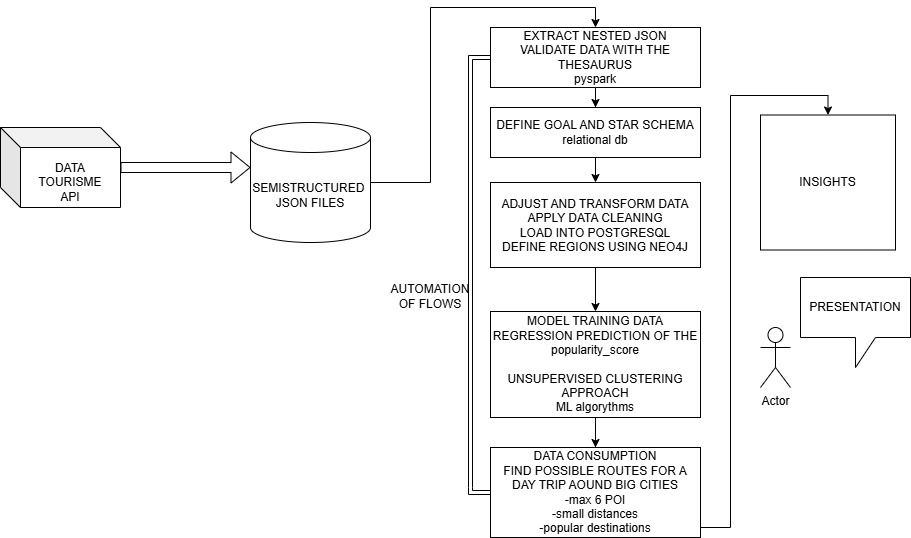 DATA
TOURISME
API
SEMISTRUCTURED
JSON FILES
EXTRACT NESTED JSON
VALIDATE DATA WITH THE
THESAURUS
pyspark
DEFINE GOAL AND STAR SCHEMA
relational db
ADJUST AND TRANSFORM DATA
APPLY DATA CLEANING
LOAD INTO POSTGRESQL
DEFINE REGIONS USING NEO4J
AUTOMATION
OF FLOWS
MODEL TRAINING DATA
REGRESSION PREDICTION OF THE
popularity_score
UNSUPERVISED CLUSTERING
APPROACH
ML algorythms
DATA CONSUMPTION
FIND POSSIBLE ROUTES FOR A
DAY TRIP AOUND BIG CITIES
-max 6 POI
-small distances
-popular destinations
INSIGHTS
PRESENTATION
Actor